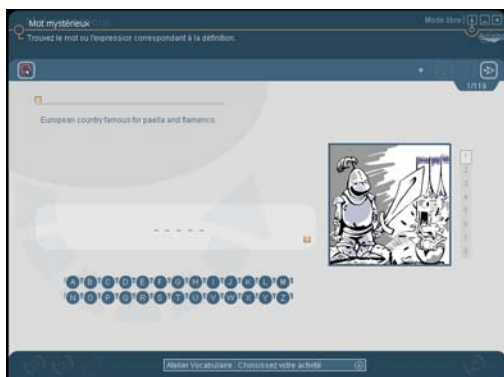 Mot mystérieux
Mode libre
Trouvez le mot ou l'expression correspondant à la définition.
1/119
European country famous for paella and flamenco
1
2
3
4
5
6
7
8
A B C D E F G H I J K L M
N O P Q R S T U V W X Y Z
Atelier Vocabulaire : Choisissez votre activité